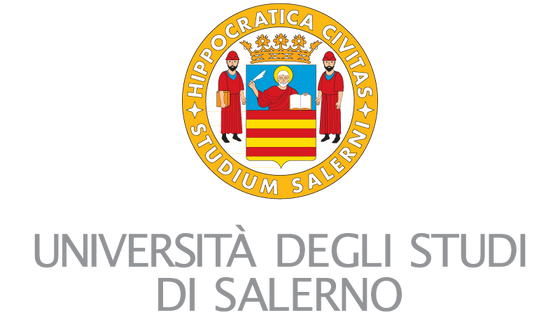 HIPPOCRATICA CIVITAS
STUDIUM SALERNI
UNIVERSITÀ DEGLI STUDI
DI SALERNO